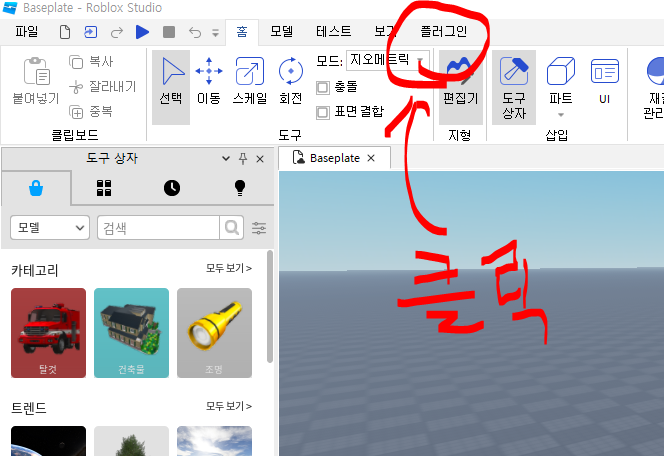 Baseplate - Roblox Studio
파일 홈 모델 테스트 보기 플러그인
붙여넣기 복사
잘라내기
중복
클립보드
선택 이동 스케일 회전
모드: 지오메트릭
충돌
표면 결합
도구
편집기
지형
도구
상자
파트 UI
삽입
관리
도구 상자
Baseplate
모델 검색
카테고리 모두 보기 >
탈것 건축물 조명
트렌드 모두 보기 >
클릭